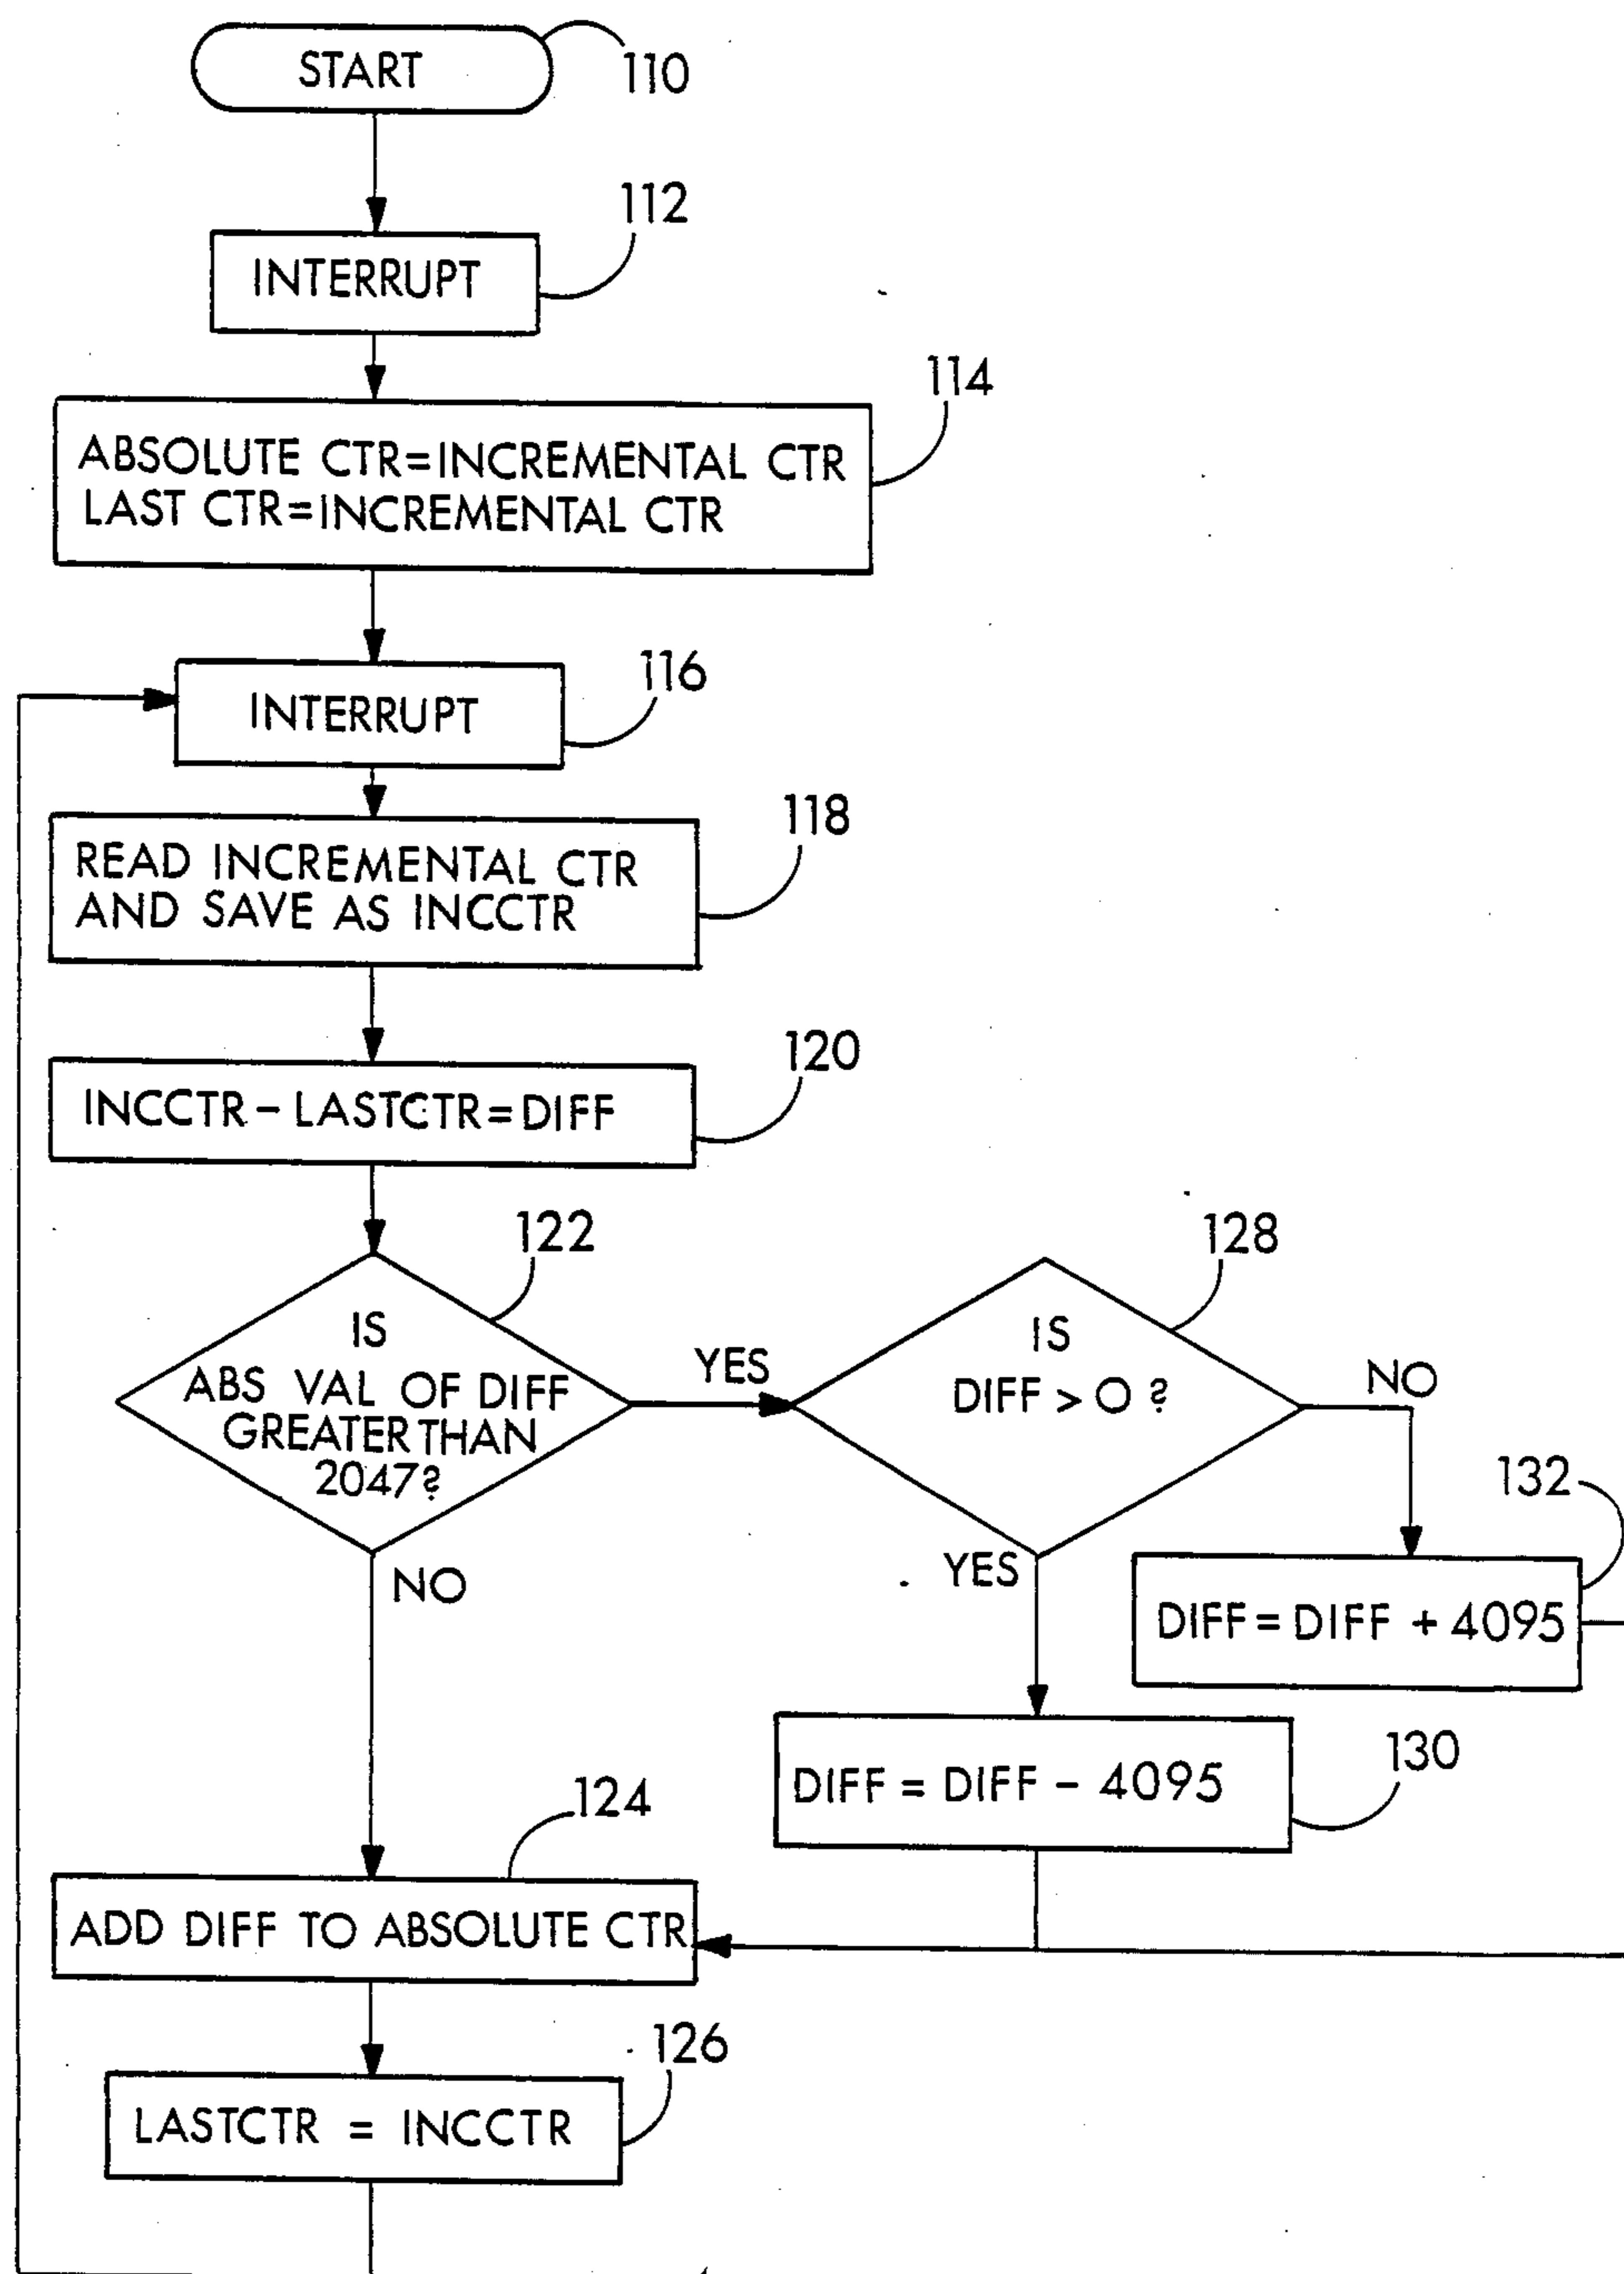 START
110
112
INTERRUPT
114
ABSOLUTE CTR=INCREMENTAL CTR
LAST CTR=INCREMENTAL CTR
116
INTERRUPT
118
READ INCREMENTAL CTR
AND SAVE AS INCCTR
120
INCCTR - LASTCTR = DIFF
122
IS
ABS VAL OF DIFF
GREATER THAN
2047?
YES
NO
128
IS
DIFF > O ?
NO
YES
132
DIFF = DIFF + 4095
130
DIFF = DIFF - 4095
124
ADD DIFF TO ABSOLUTE CTR
126
LASTCTR = INCCTR